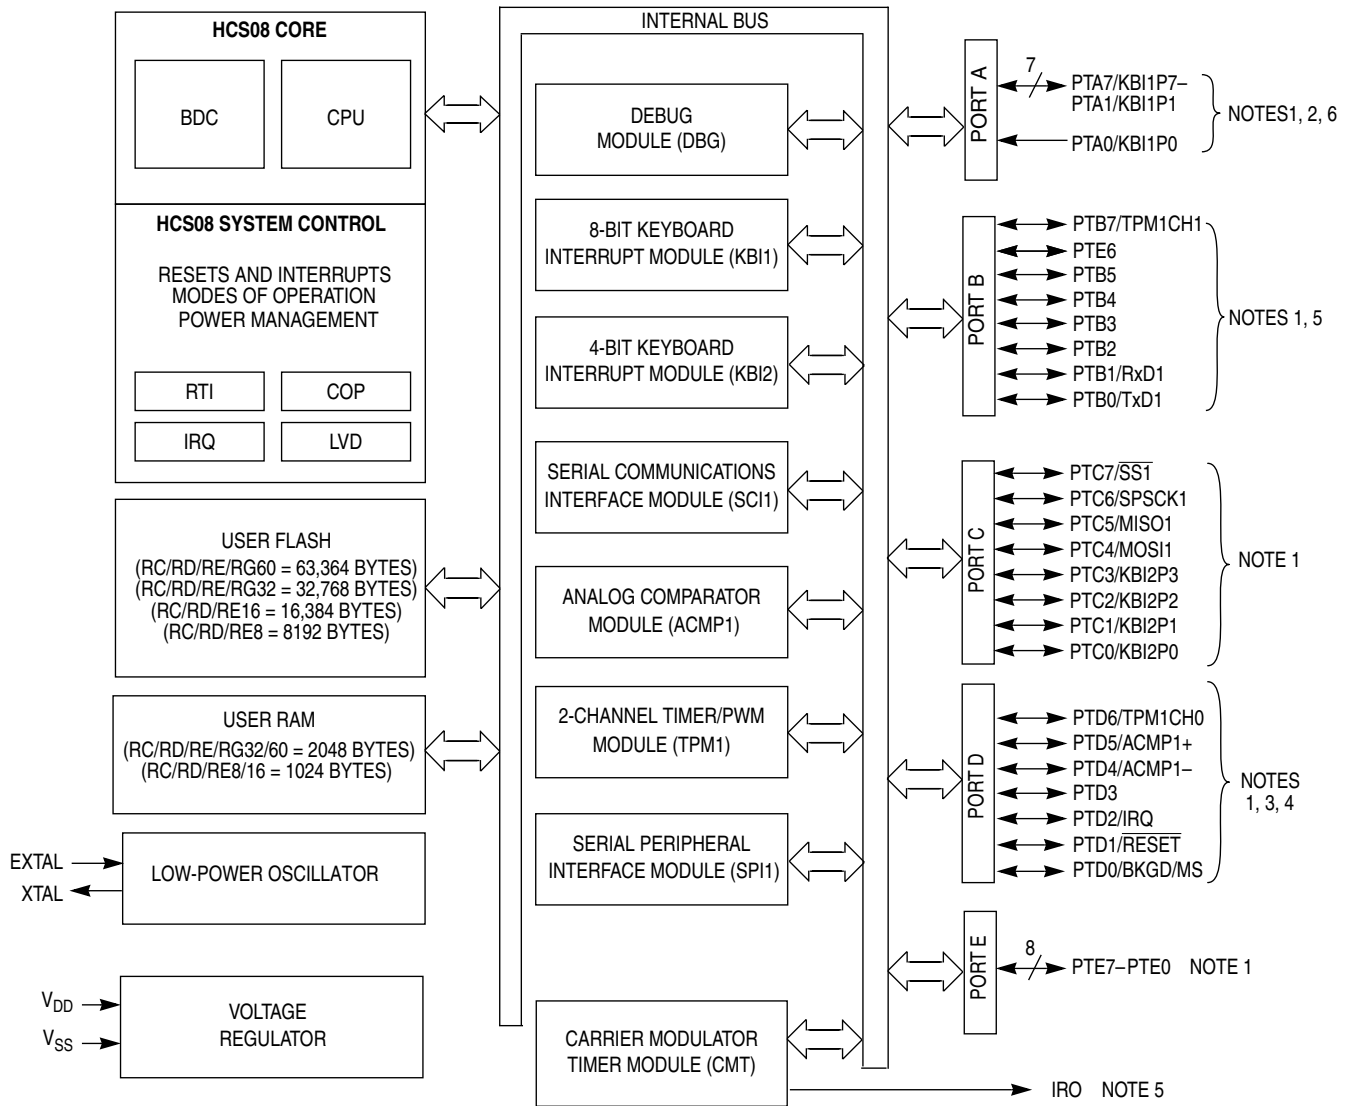 HCS08 CORE
BDC
CPU
HCS08 SYSTEM CONTROL
RESETS AND INTERRUPTS
MODES OF OPERATION
POWER MANAGEMENT
RTI
COP
IRQ
LVD
USER FLASH
(RC/RD/RE/RG60 = 63,364 BYTES)
(RC/RD/RE/RG32 = 32,768 BYTES)
(RC/RD/RE16 = 16,384 BYTES)
(RC/RD/RE8 = 8192 BYTES)
USER RAM
(RC/RD/RE/RG32/60 = 2048 BYTES)
(RC/RD/RE8/16 = 1024 BYTES)
EXTAL
XTAL
LOW-POWER OSCILLATOR
VDD
VSS
VOLTAGE
REGULATOR
INTERNAL BUS
DEBUG
MODULE (DBG)
8-BIT KEYBOARD
INTERRUPT MODULE (KBI1)
4-BIT KEYBOARD
INTERRUPT MODULE (KBI2)
SERIAL COMMUNICATIONS
INTERFACE MODULE (SCI1)
ANALOG COMPARATOR
MODULE (ACMP1)
2-CHANNEL TIMER/PWM
MODULE (TPM1)
SERIAL PERIPHERAL
INTERFACE MODULE (SPI1)
CARRIER MODULATOR
TIMER MODULE (CMT)
PORT A
7
PTA7/KBI1P7–
PTA1/KBI1P1
PTA0/KBI1P0
NOTES1, 2, 6
PORT B
PTB7/TPM1CH1
PTE6
PTB5
PTB4
PTB3
PTB2
PTB1/RxD1
PTB0/TxD1
NOTES 1, 5
PORT C
PTC7/SS1
PTC6/SPSCK1
PTC5/MISO1
PTC4/MOSI1
PTC3/KBI2P3
PTC2/KBI2P2
PTC1/KBI2P1
PTC0/KBI2P0
NOTE 1
PORT D
PTD6/TPM1CH0
PTD5/ACMP1+
PTD4/ACMP1–
PTD3
PTD2/IRQ
PTD1/RESET
PTD0/BKGD/MS
NOTES
1, 3, 4
PORT E
8
PTE7–PTE0 NOTE 1
IRO NOTE 5